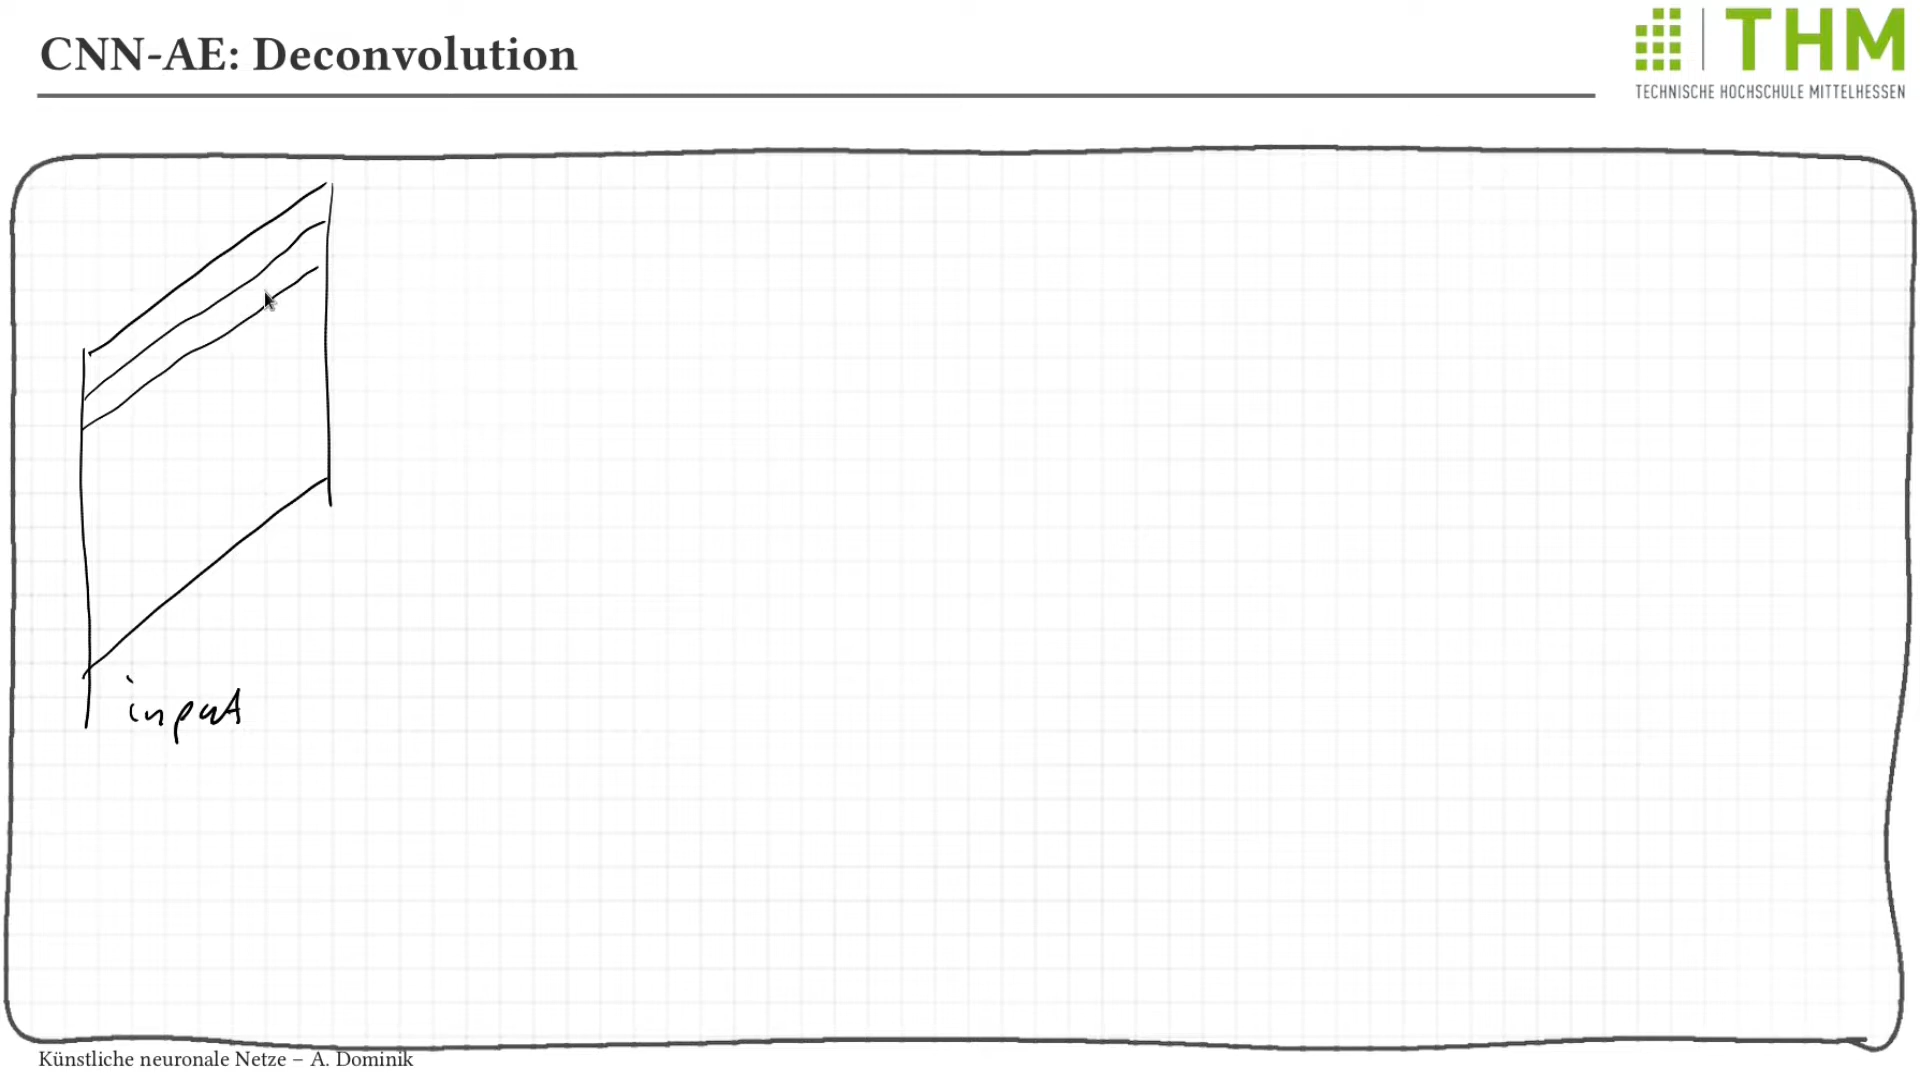 CNN-AE: Deconvolution
THM
TECHNISCHE HOCHSCHULE MITTELHESSEN
input
Künstliche neuronale Netze – A. Dominik